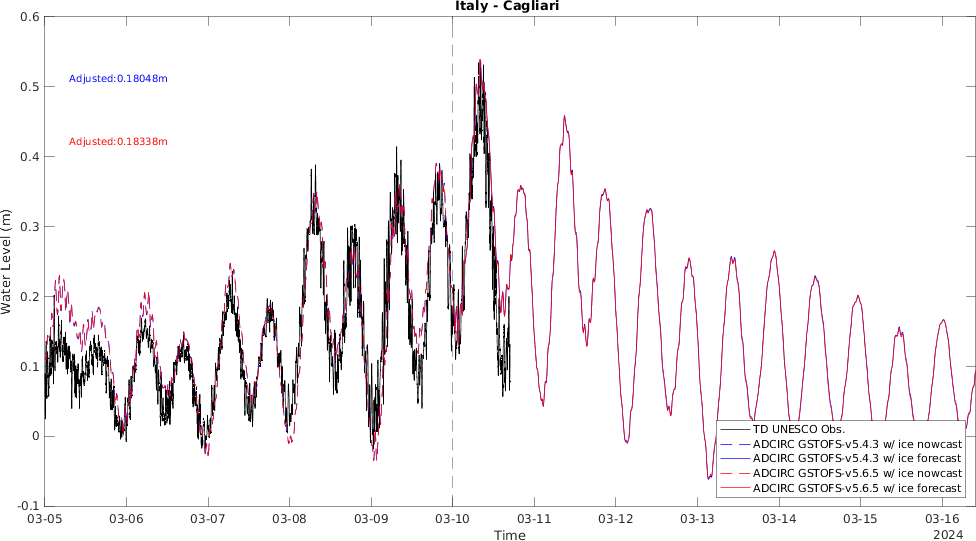 Italy - Cagliari
0.6
0.5
0.4
0.3
0.2
0.1
0
-0.1
Water Level (m)
Adjusted:0.18048m
Adjusted:0.18338m
TD UNESCO Obs.
ADCIRC GSTOFS-v5.4.3 w/ ice nowcast
ADCIRC GSTOFS-v5.4.3 w/ ice forecast
ADCIRC GSTOFS-v5.6.5 w/ ice nowcast
ADCIRC GSTOFS-v5.6.5 w/ ice forecast
03-05 03-06 03-07 03-08 03-09 03-10 03-11 03-12 03-13 03-14 03-15 03-16
2024
Time